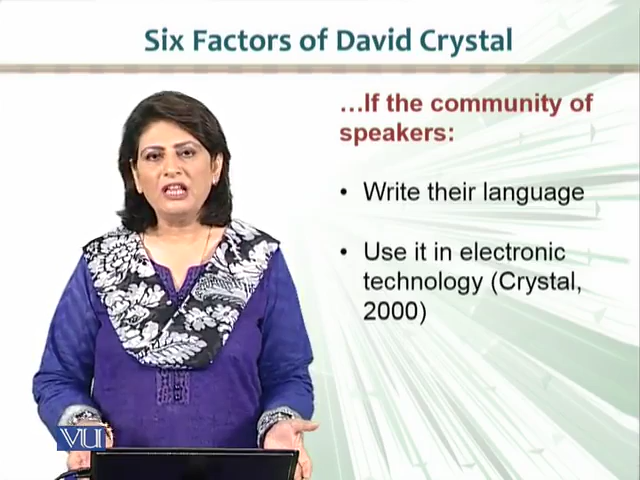 Six Factors of David Crystal
…If the community of
speakers:
• Write their language
• Use it in electronic
technology (Crystal,
2000)
VU